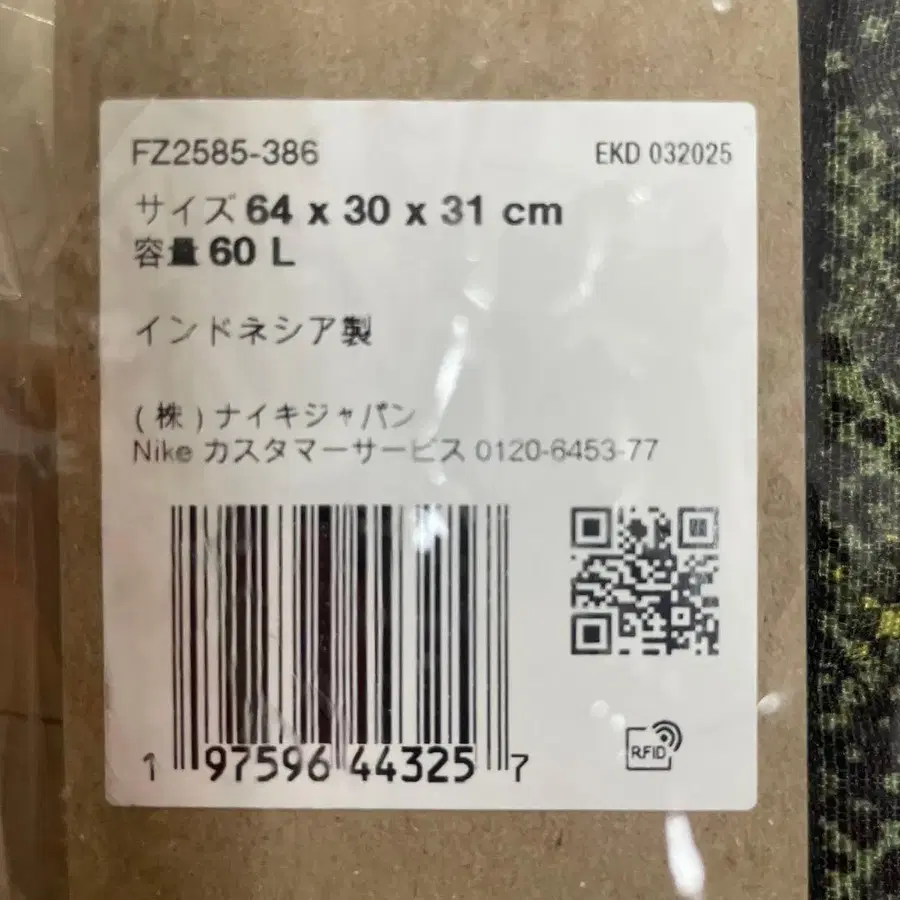 FZ2585-386 EKD 032025
サイズ 64 x 30 x 31 cm
容量 60 L
インドネシア製
(株)ナイキジャパン
Nike カスタマーサービス 0120-6453-77
1 97596 44325 7
RFID